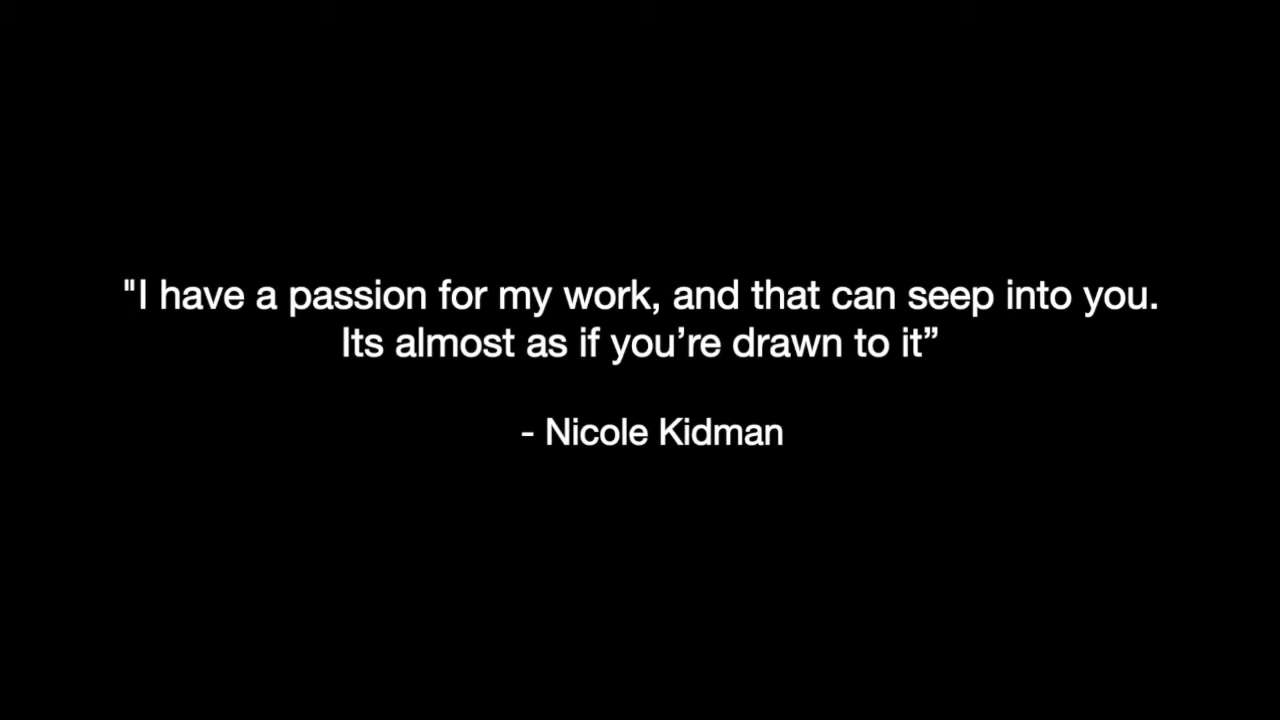 "I have a passion for my work, and that can seep into you.
Its almost as if you’re drawn to it”
- Nicole Kidman